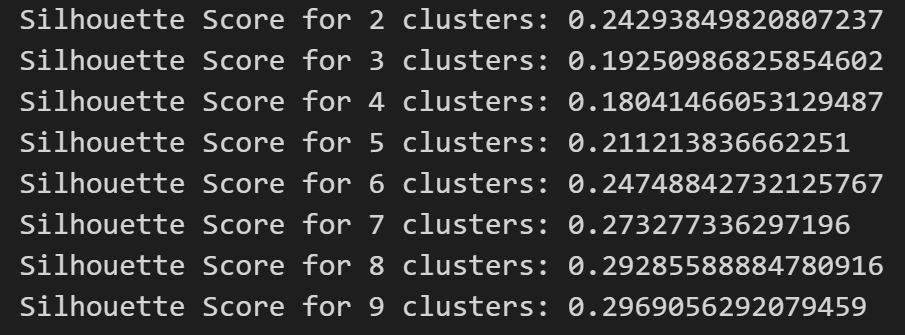 Silhouette Score for 2 clusters: 0.24293849820807237
Silhouette Score for 3 clusters: 0.19250986825854602
Silhouette Score for 4 clusters: 0.18041466053129487
Silhouette Score for 5 clusters: 0.211213836662251
Silhouette Score for 6 clusters: 0.24748842732125767
Silhouette Score for 7 clusters: 0.273277336297196
Silhouette Score for 8 clusters: 0.29285588884780916
Silhouette Score for 9 clusters: 0.2969056292079459